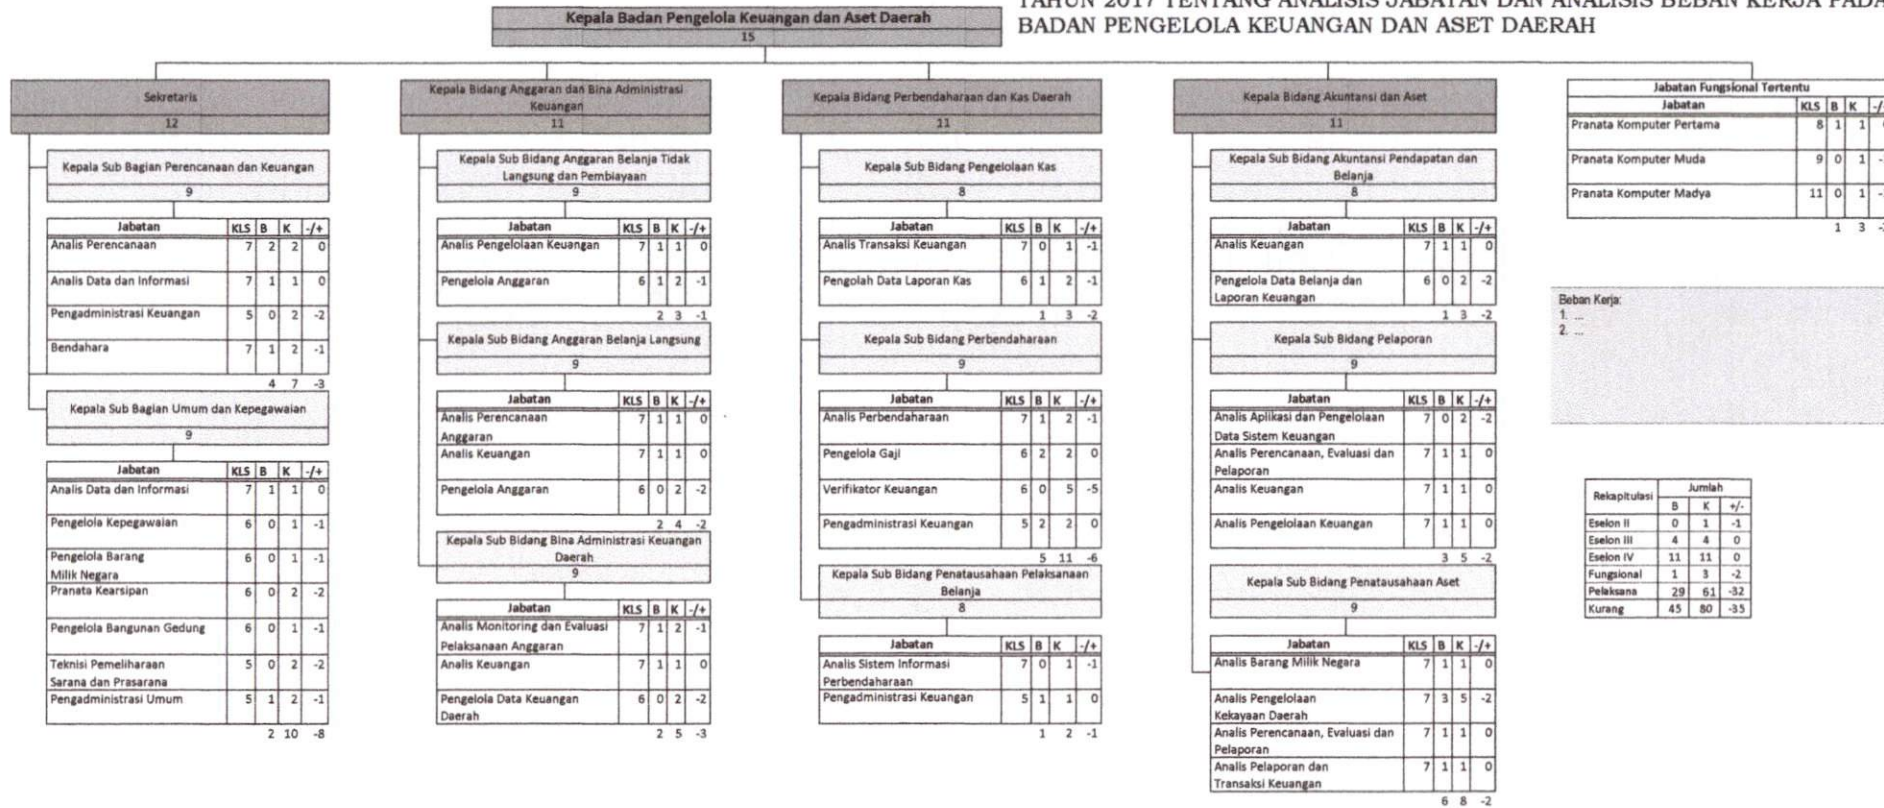 TAHUN 2017 TENTANG ANALISIS JABATAN DAN ANALISIS BEBAN KERJA PADA
BADAN PENGELOLA KEUANGAN DAN ASET DAERAH
Kepala Badan Pengelola Keuangan dan Aset Daerah
15
Sekretaris
12
Kepala Sub Bagian Perencanaan dan Keuangan
9
Jabatan KLS B K -/+
Analis Perencanaan 7 2 2 0
Analis Data dan Informasi 7 1 1 0
Pengadministrasi Keuangan 5 0 2 -2
Bendahara 7 1 2 -1
4 7 -3
Kepala Sub Bagian Umum dan Kepegawaian
9
Jabatan KLS B K -/+
Analis Data dan Informasi 7 1 1 0
Pengelola Kepegawaian 6 0 1 -1
Pengelola Barang 6 0 1 -1
Milik Negara
Pranata Kearsipan 6 0 2 -2
Pengelola Bangunan Gedung 6 0 1 -1
Teknisi Pemeliharaan 5 0 2 -2
Sarana dan Prasarana
Pengadministrasi Umum 5 1 2 -1
2 10 -8
Kepala Bidang Anggaran dan Bina Administrasi
Keuangan
11
Kepala Sub Bidang Anggaran Belanja Tidak
Langsung dan Pembiayaan
9
Jabatan KLS B K -/+
Analis Pengelolaan Keuangan 7 1 1 0
Pengelola Anggaran 6 1 2 -1
2 3 -1
Kepala Sub Bidang Anggaran Belanja Langsung
9
Jabatan KLS B K -/+
Analis Perencanaan 7 1 1 0
Anggaran
Analis Keuangan 7 1 1 0
Pengelola Anggaran 6 0 2 -2
2 4 -2
Kepala Sub Bidang Bina Administrasi Keuangan
Daerah
9
Jabatan KLS B K -/+
Analis Monitoring dan Evaluasi 7 1 2 -1
Pelaksanaan Anggaran
Analis Keuangan 7 1 1 0
Pengelola Data Keuangan 6 0 2 -2
Daerah
2 5 -3
Kepala Bidang Perbendaharaan dan Kas Daerah
11
Kepala Sub Bidang Pengelolaan Kas
8
Jabatan KLS B K -/+
Analis Transaksi Keuangan 7 0 1 -1
Pengolah Data Laporan Kas 6 1 2 -1
1 3 -2
Kepala Sub Bidang Perbendaharaan
9
Jabatan KLS B K -/+
Analis Perbendaharaan 7 1 2 -1
Pengelola Gaji 6 2 2 0
Verifikator Keuangan 6 0 5 -5
Pengadministrasi Keuangan 5 2 2 0
5 11 -6
Kepala Sub Bidang Penatausahaan Pelaksanaan
Belanja
8
Jabatan KLS B K -/+
Analis Sistem Informasi 7 0 1 -1
Perbendaharaan
Pengadministrasi Keuangan 5 1 1 0
1 2 -1
Kepala Bidang Akuntansi dan Aset
11
Kepala Sub Bidang Akuntansi Pendapatan dan
Belanja
8
Jabatan KLS B K -/+
Analis Keuangan 7 1 1 0
Pengelola Data Belanja dan 6 0 2 -2
Laporan Keuangan
1 3 -2
Kepala Sub Bidang Pelaporan
9
Jabatan KLS B K -/+
Analis Aplikasi dan Pengelolaan 7 0 2 -2
Data Sistem Keuangan
Analis Perencanaan, Evaluasi dan 7 1 1 0
Pelaporan
Analis Keuangan 7 1 1 0
Analis Pengelolaan Keuangan 7 1 1 0
3 5 -2
Kepala Sub Bidang Penatausahaan Aset
9
Jabatan KLS B K -/+
Analis Barang Milik Negara 7 1 1 0
Analis Pengelolaan 7 3 5 -2
Kekayaan Daerah
Analis Perencanaan, Evaluasi dan 7 1 1 0
Pelaporan
Analis Pelaporan dan 7 1 1 0
Transaksi Keuangan
6 8 -2
Jabatan Fungsional Tertentu
Jabatan KLS B K
Pranata Komputer Pertama 8 1 1
Pranata Komputer Muda 9 0 1
Pranata Komputer Madya 11 0 1
1 3
Beban Kerja:
1. ...
2. ...
Rekapitulasi Jumlah
B K +/-
Eselon II 0 1 -1
Eselon III 4 4 0
Eselon IV 11 11 0
Fungsional 1 3 -2
Pelaksana 29 61 -32
Kurang 45 80 -35